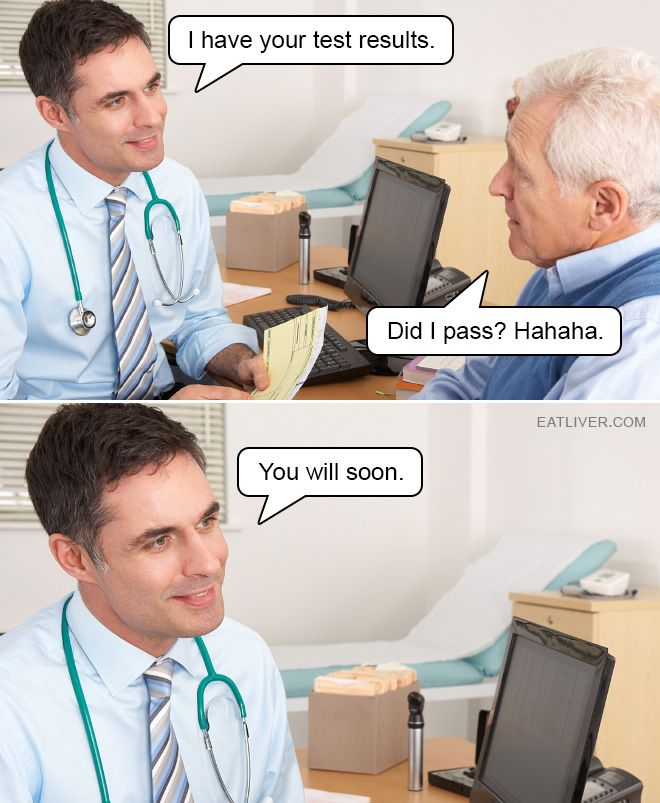 I have your test results.
Did I pass? Hahaha.
EATLIVER.COM
You will soon.